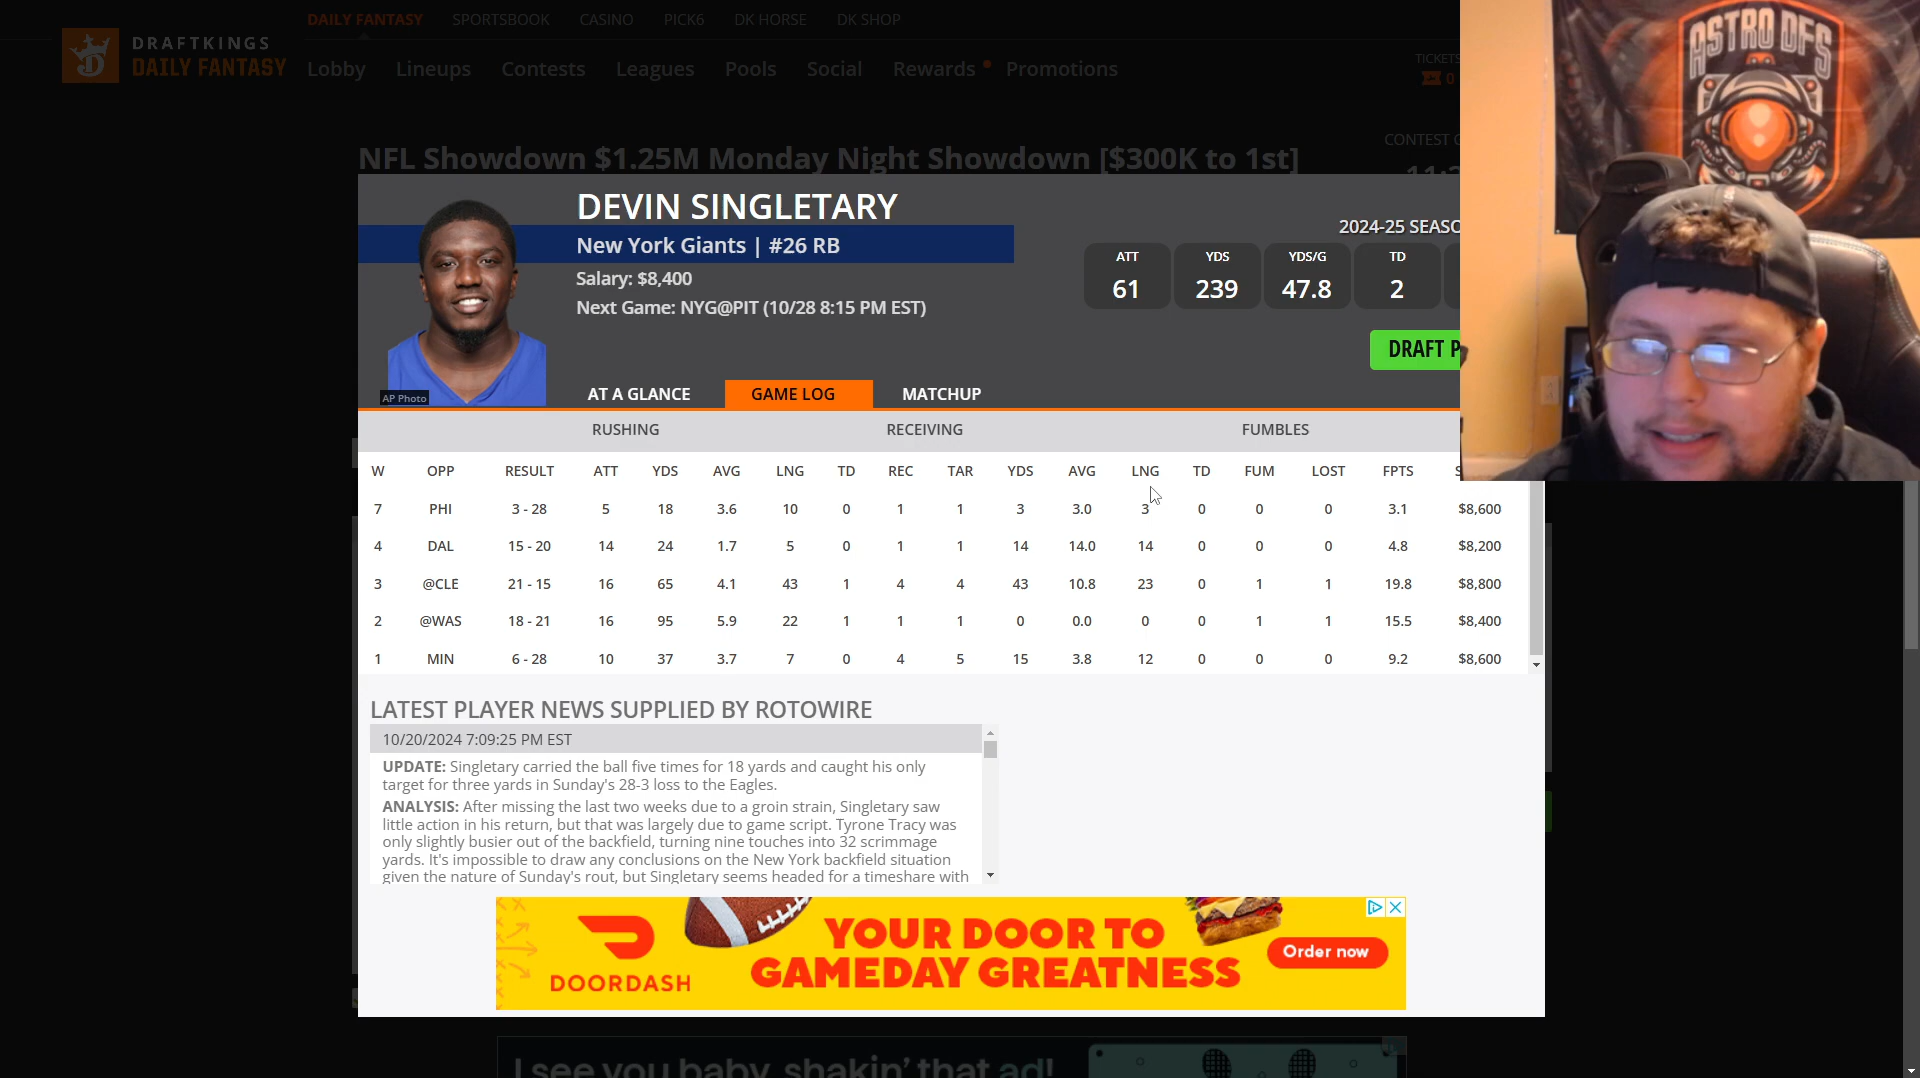 DAILY FANTASY SPORTSBOOK CASINO PICK6 DK HORSE DK SHOP
DRAFTKINGS
DAILY FANTASY
Lobby Lineups Contests Leagues Pools Social Rewards Promotions
TICKETS
0
ASTRO DFS
CONTEST
NFL Showdown $1.25M Monday Night Showdown [$300K to 1st]
DEVIN SINGLETARY
New York Giants | #26 RB
Salary: $8,400
Next Game: NYG@PIT (10/28 8:15 PM EST)
2024-25 SEASO
ATT YDS YDS/G TD
61 239 47.8 2
DRAFT P
AP Photo
AT A GLANCE GAME LOG MATCHUP
RUSHING RECEIVING FUMBLES
W OPP RESULT ATT YDS AVG LNG TD REC TAR YDS AVG LNG TD FUM LOST FPTS
7 PHI 3 - 28 5 18 3.6 10 0 1 1 3 3.0 3 0 0 0 3.1 $8,600
4 DAL 15 - 20 14 24 1.7 5 0 1 1 14 14.0 14 0 0 0 4.8 $8,200
3 @CLE 21 - 15 16 65 4.1 43 1 4 4 43 10.8 23 0 1 1 19.8 $8,800
2 @WAS 18 - 21 16 95 5.9 22 1 1 1 0 0.0 0 0 1 1 15.5 $8,400
1 MIN 6 - 28 10 37 3.7 7 0 4 5 15 3.8 12 0 0 0 9.2 $8,600
LATEST PLAYER NEWS SUPPLIED BY ROTOWIRE
10/20/2024 7:09:25 PM EST
UPDATE: Singletary carried the ball five times for 18 yards and caught his only
target for three yards in Sunday's 28-3 loss to the Eagles.
ANALYSIS: After missing the last two weeks due to a groin strain, Singletary saw
little action in his return, but that was largely due to game script. Tyrone Tracy was
only slightly busier out of the backfield, turning nine touches into 32 scrimmage
yards. It's impossible to draw any conclusions on the New York backfield situation
given the nature of Sunday's rout, but Singletary seems headed for a timeshare with
DOORDASH
YOUR DOOR TO
GAMEDAY GREATNESS
Order now
I see you baby, shakin' that ad!